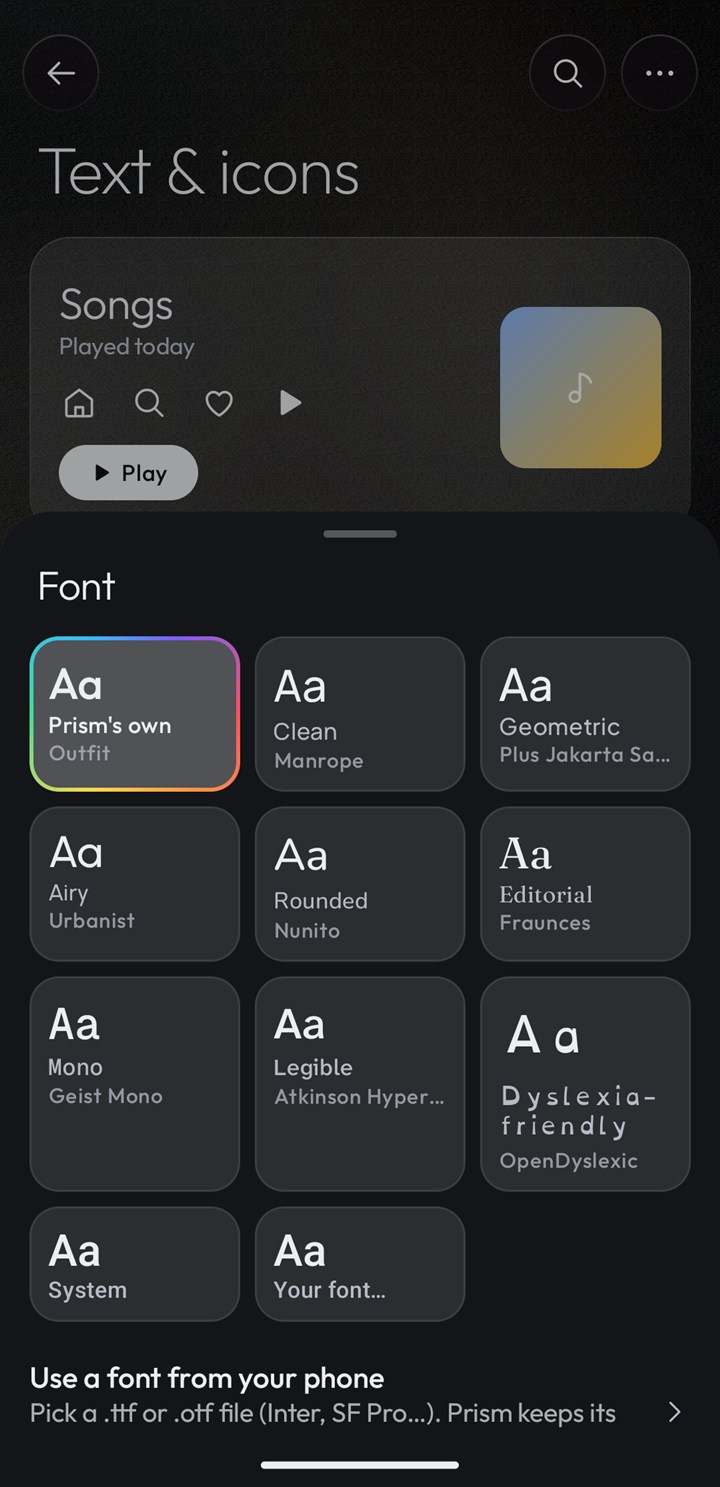 Text & icons
Songs
Played today
Play
Font
Aa
Prism's own
Outfit
Aa
Clean
Manrope
Aa
Geometric
Plus Jakarta Sa...
Aa
Airy
Urbanist
Aa
Rounded
Nunito
Aa
Editorial
Fraunces
Aa
Mono
Geist Mono
Aa
Legible
Atkinson Hyper...
A a
Dyslexia-
friendly
OpenDyslexic
Aa
System
Aa
Your font...
Use a font from your phone
Pick a .ttf or .otf file (Inter, SF Pro...). Prism keeps its